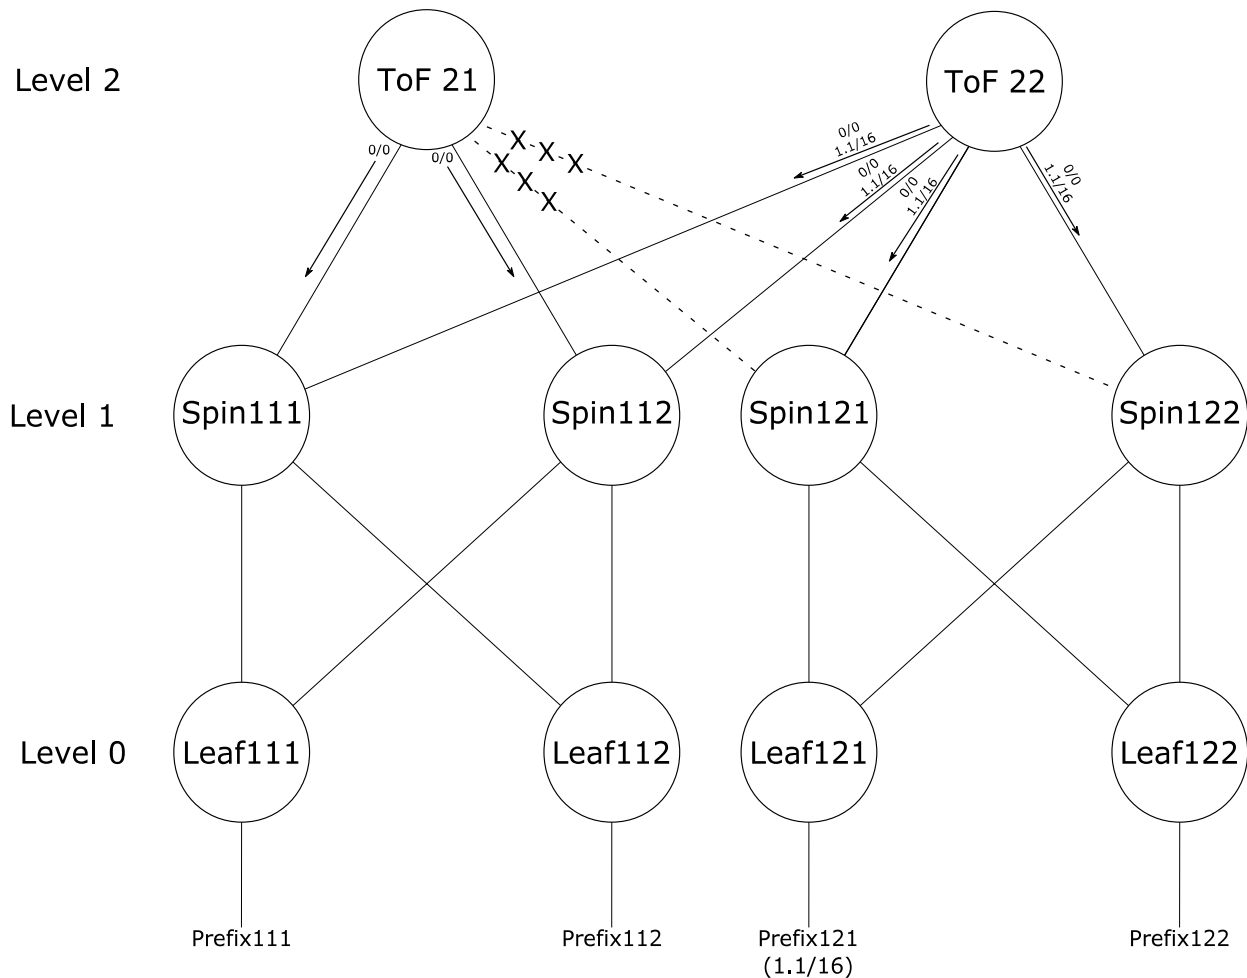 Level 2
ToF 21
ToF 22
0/0
0/0
X
X
X
X
X
X
0/0
1.1/16
0/0
1.1/16
0/0
1.1/16
0/0
1.1/16
Level 1
Spin111
Spin112
Spin121
Spin122
Level 0
Leaf111
Leaf112
Leaf121
Leaf122
Prefix111
Prefix112
Prefix121
(1.1/16)
Prefix122